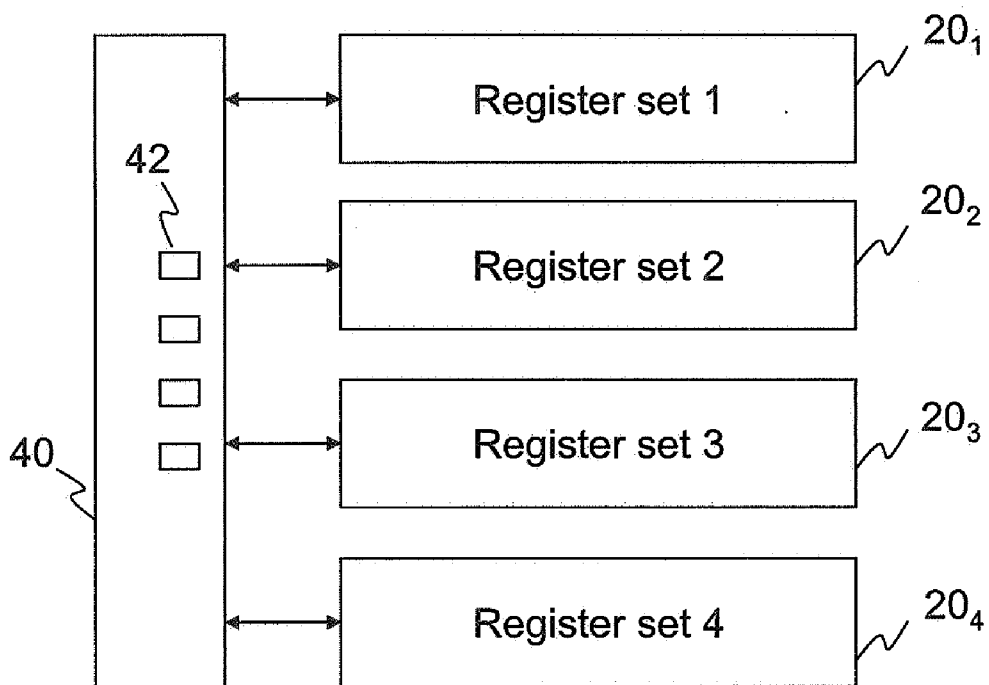 20₁
Register set 1
42
20₂
Register set 2
20₃
Register set 3
40
20₄
Register set 4